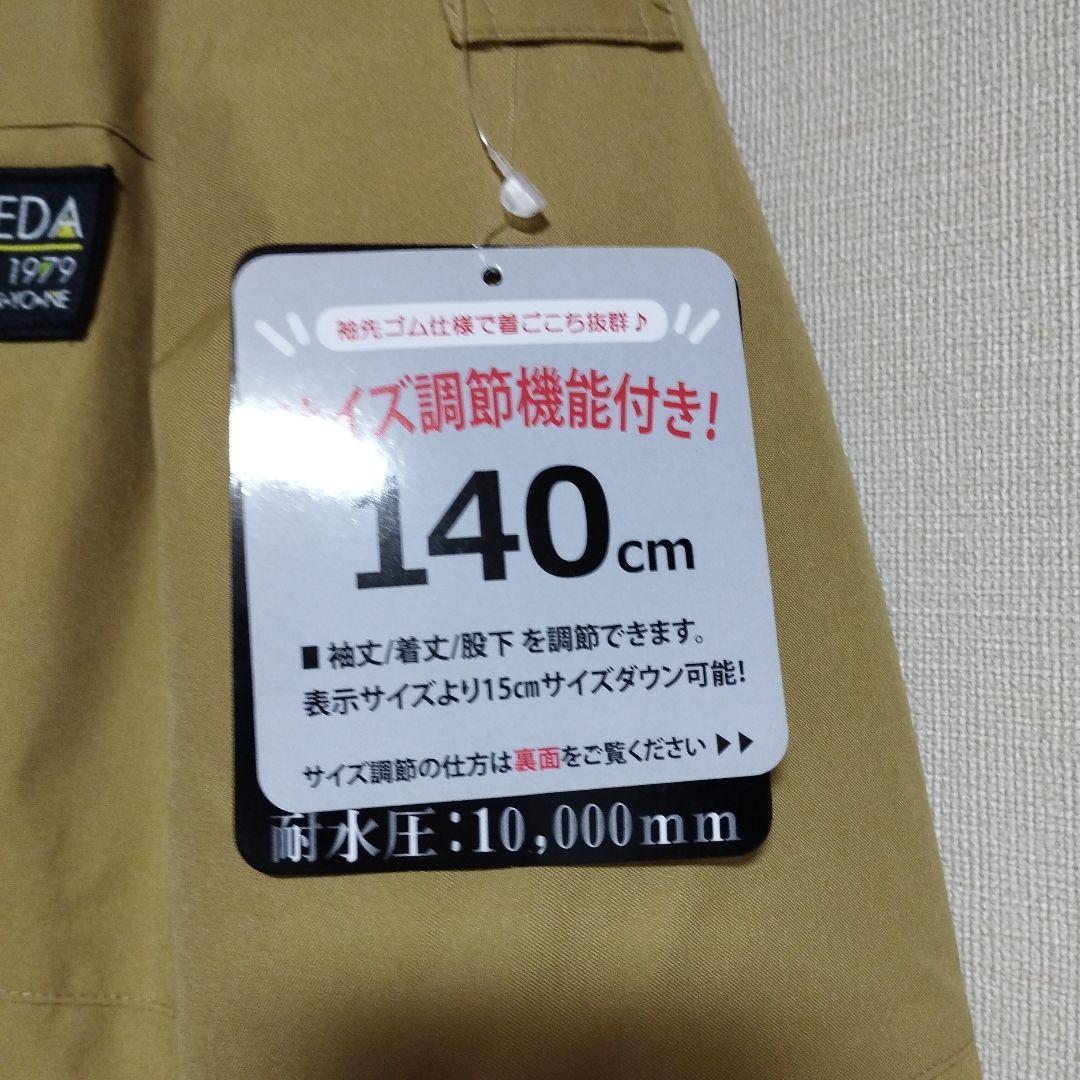 EDA
1979
袖先ゴム仕様で着ごこち抜群♪
サイズ調節機能付き!
140cm
■ 袖丈/着丈/股下 を調節できます。
表示サイズより15㎝サイズダウン可能!
サイズ調節の仕方は裏面をご覧ください ▶▶
耐水圧:10,000mm